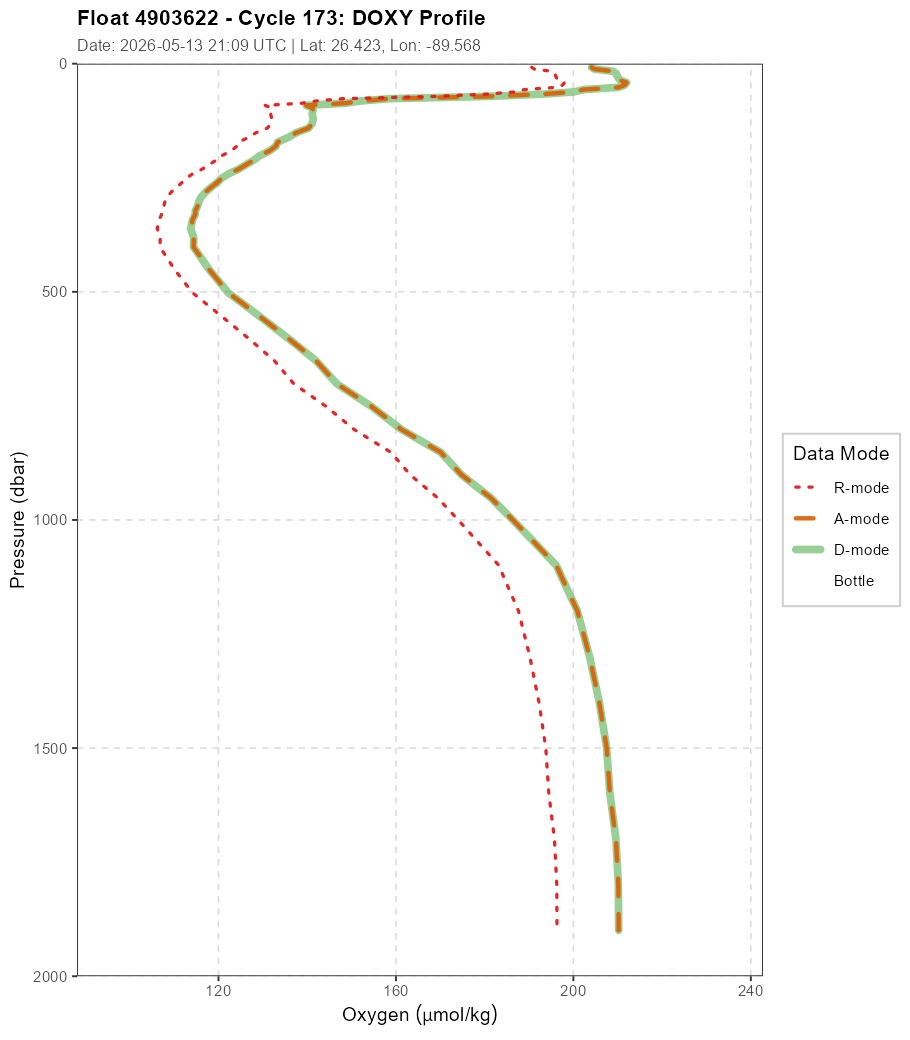 Float 4903622 - Cycle 173: DOXY Profile
Date: 2026-05-13 21:09 UTC | Lat: 26.423, Lon: -89.568
0
500
1000
1500
2000
Pressure (dbar)
120
160
200
240
Oxygen (μmol/kg)
Data Mode
R-mode
A-mode
D-mode
Bottle